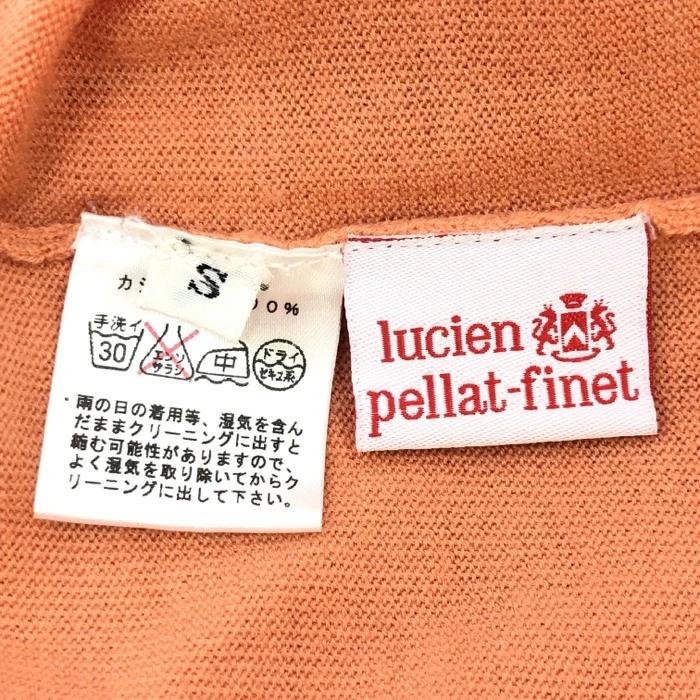 S
カシ 00%
手洗イ
30
エンソ
サラシ
中
ドライ
セキユ系
・雨の日の着用等、湿気を含ん
だままクリーニングに出すと
縮む可能性がありますので、
よく湿気を取り除いてからク
リーニングに出して下さい。
lucien
pellat-finet